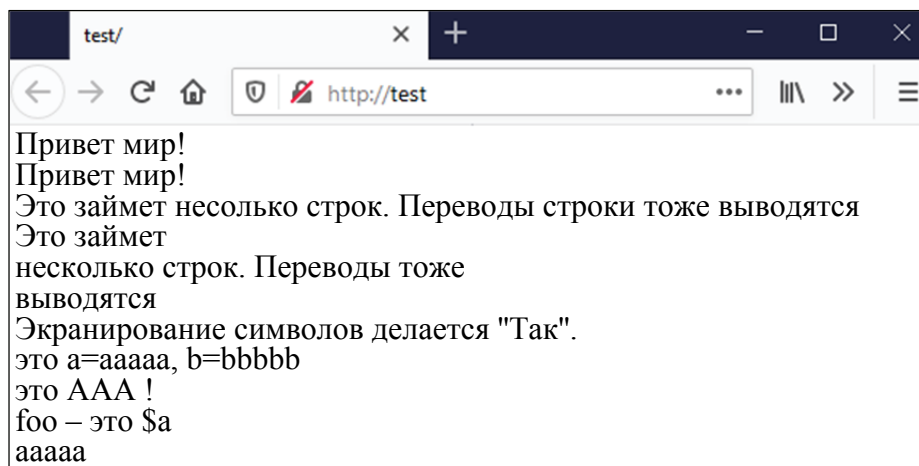 test/
http://test
Привет мир!
Привет мир!
Это займет несолько строк. Переводы строки тоже выводятся
Это займет
несколько строк. Переводы тоже
выводятся
Экранирование символов делается "Так".
это a=aaaaa, b=bbbbb
это AAA !
foo – это $a
aaaaa